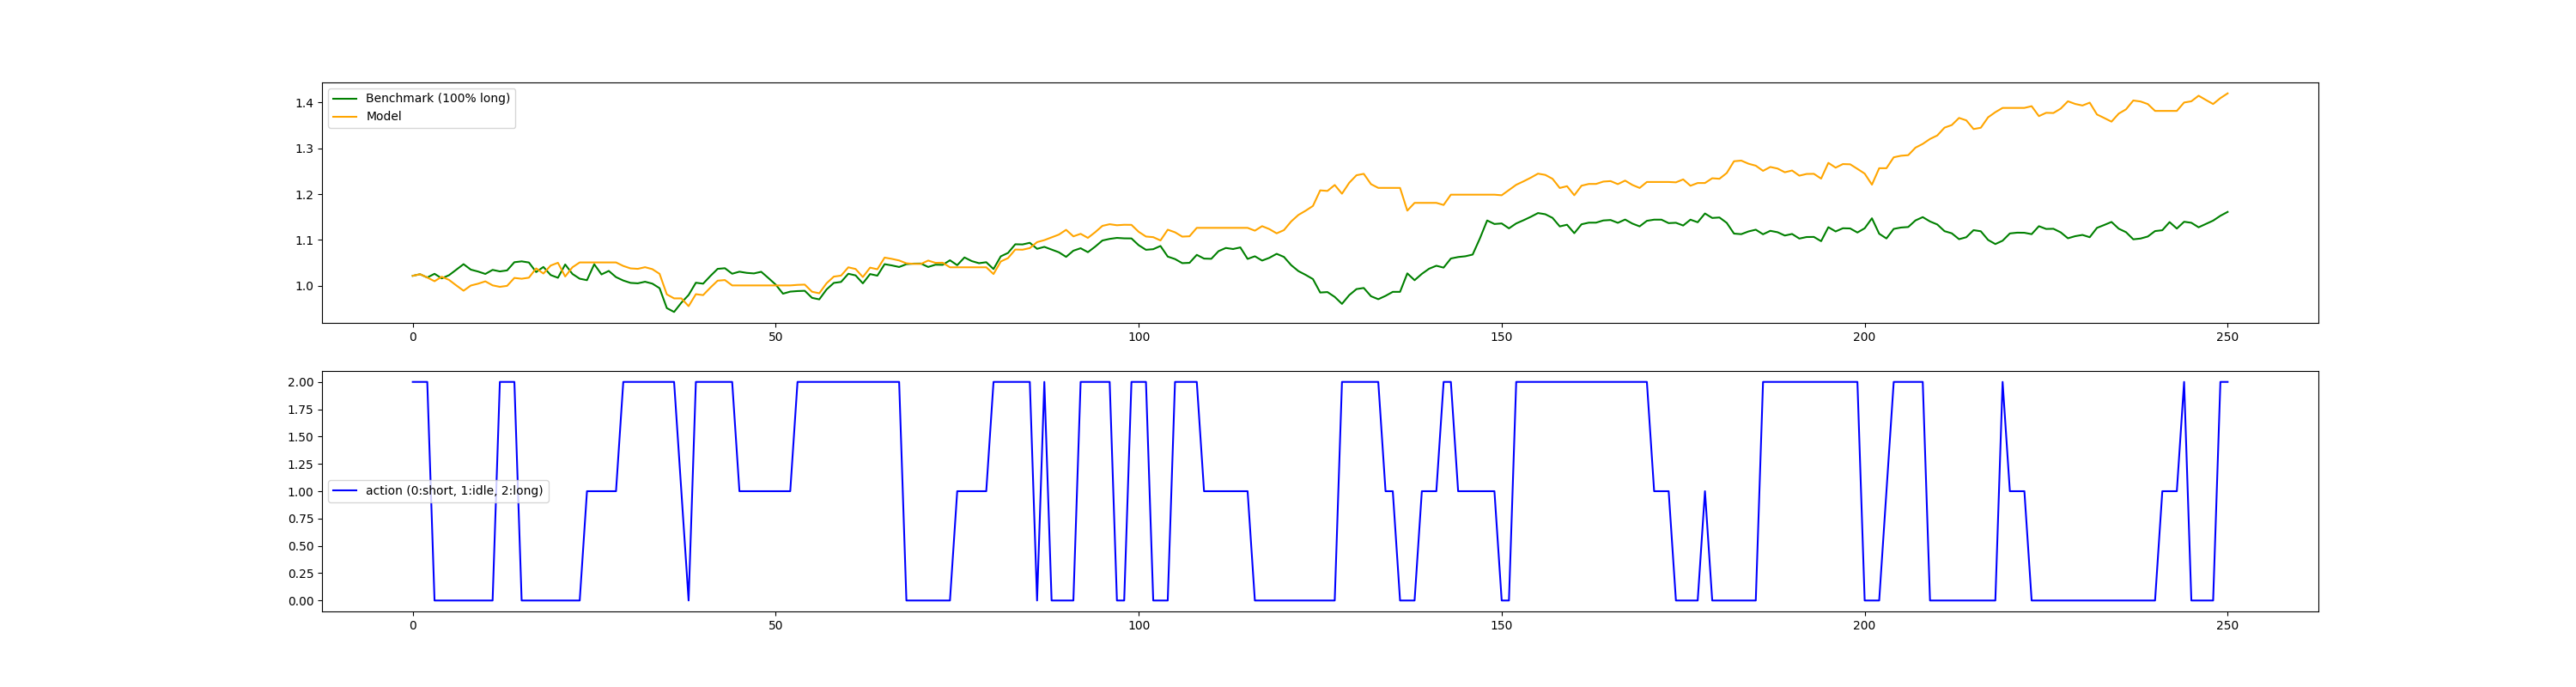 1.4
1.3
1.2
1.1
1.0
Benchmark (100% long)
Model
0 50 100 150 200 250
2.00
1.75
1.50
1.25
1.00
0.75
0.50
0.25
0.00
action (0:short, 1:idle, 2:long)
0 50 100 150 200 250